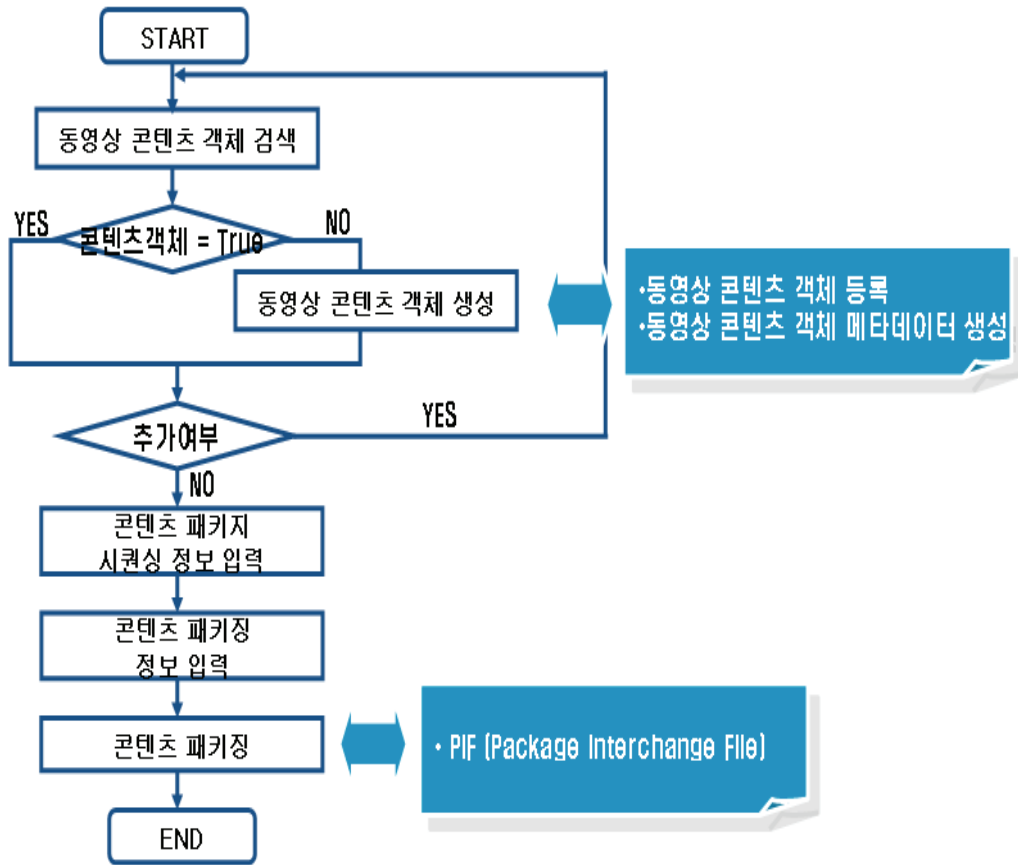 START
동영상 콘텐츠 객체 검색
YES
콘텐츠객체 = True
NO
동영상 콘텐츠 객체 생성
•동영상 콘텐츠 객체 등록
•동영상 콘텐츠 객체 메타데이터 생성
추가여부
YES
NO
콘텐츠 패키지
시퀀싱 정보 입력
콘텐츠 패키징
정보 입력
콘텐츠 패키징
• PIF (Package Interchange File)
END